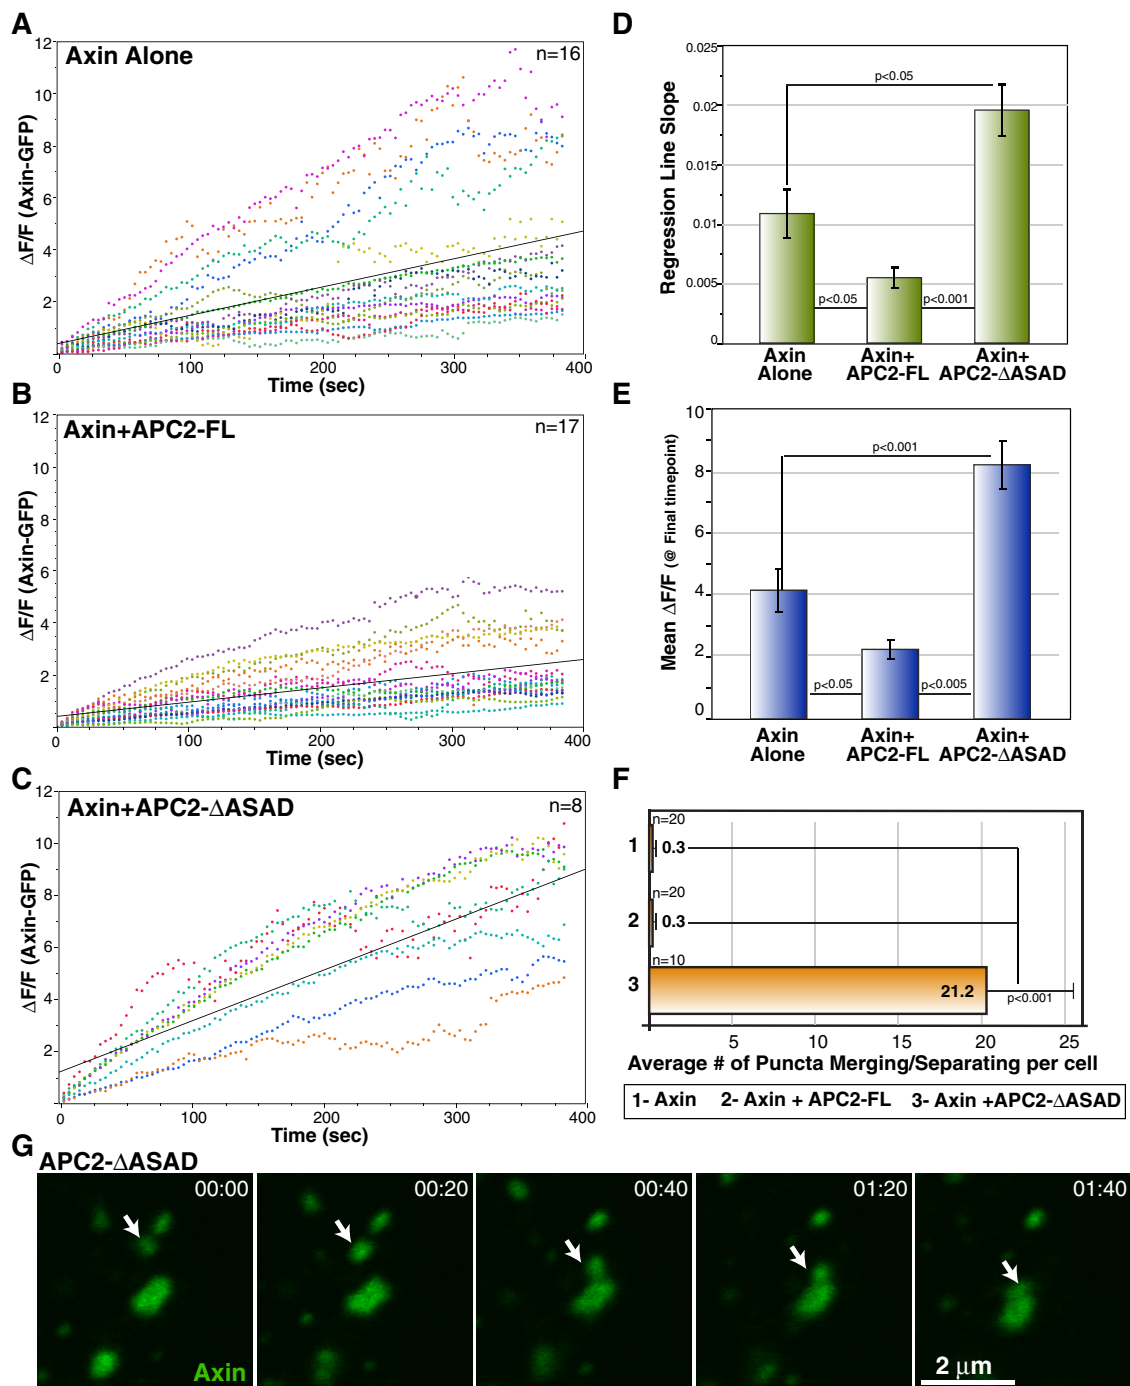 A
Axin Alone
n=16
12
10
8
6
4
2
0
100
200
300
400
ΔF/F (Axin-GFP)
Time (sec)
B
Axin+APC2-FL
n=17
12
10
8
6
4
2
0
100
200
300
400
ΔF/F (Axin-GFP)
Time (sec)
C
Axin+APC2-ΔASAD
n=8
12
10
8
6
4
2
0
100
200
300
400
ΔF/F (Axin-GFP)
Time (sec)
D
0.025
0.02
0.015
0.01
0.005
0
Regression Line Slope
p<0.05
p<0.05
p<0.001
Axin Alone
Axin+ APC2-FL
Axin+ APC2-ΔASAD
E
10
8
6
4
2
0
Mean ΔF/F (@ Final timepoint)
p<0.001
p<0.05
p<0.005
Axin Alone
Axin+ APC2-FL
Axin+ APC2-ΔASAD
F
n=20
1
0.3
n=20
2
0.3
n=10
3
21.2
p<0.001
5
10
15
20
25
Average # of Puncta Merging/Separating per cell
1- Axin 2- Axin + APC2-FL 3- Axin +APC2-ΔASAD
G
APC2-ΔASAD
00:00
00:20
00:40
01:20
01:40
Axin
2 μm